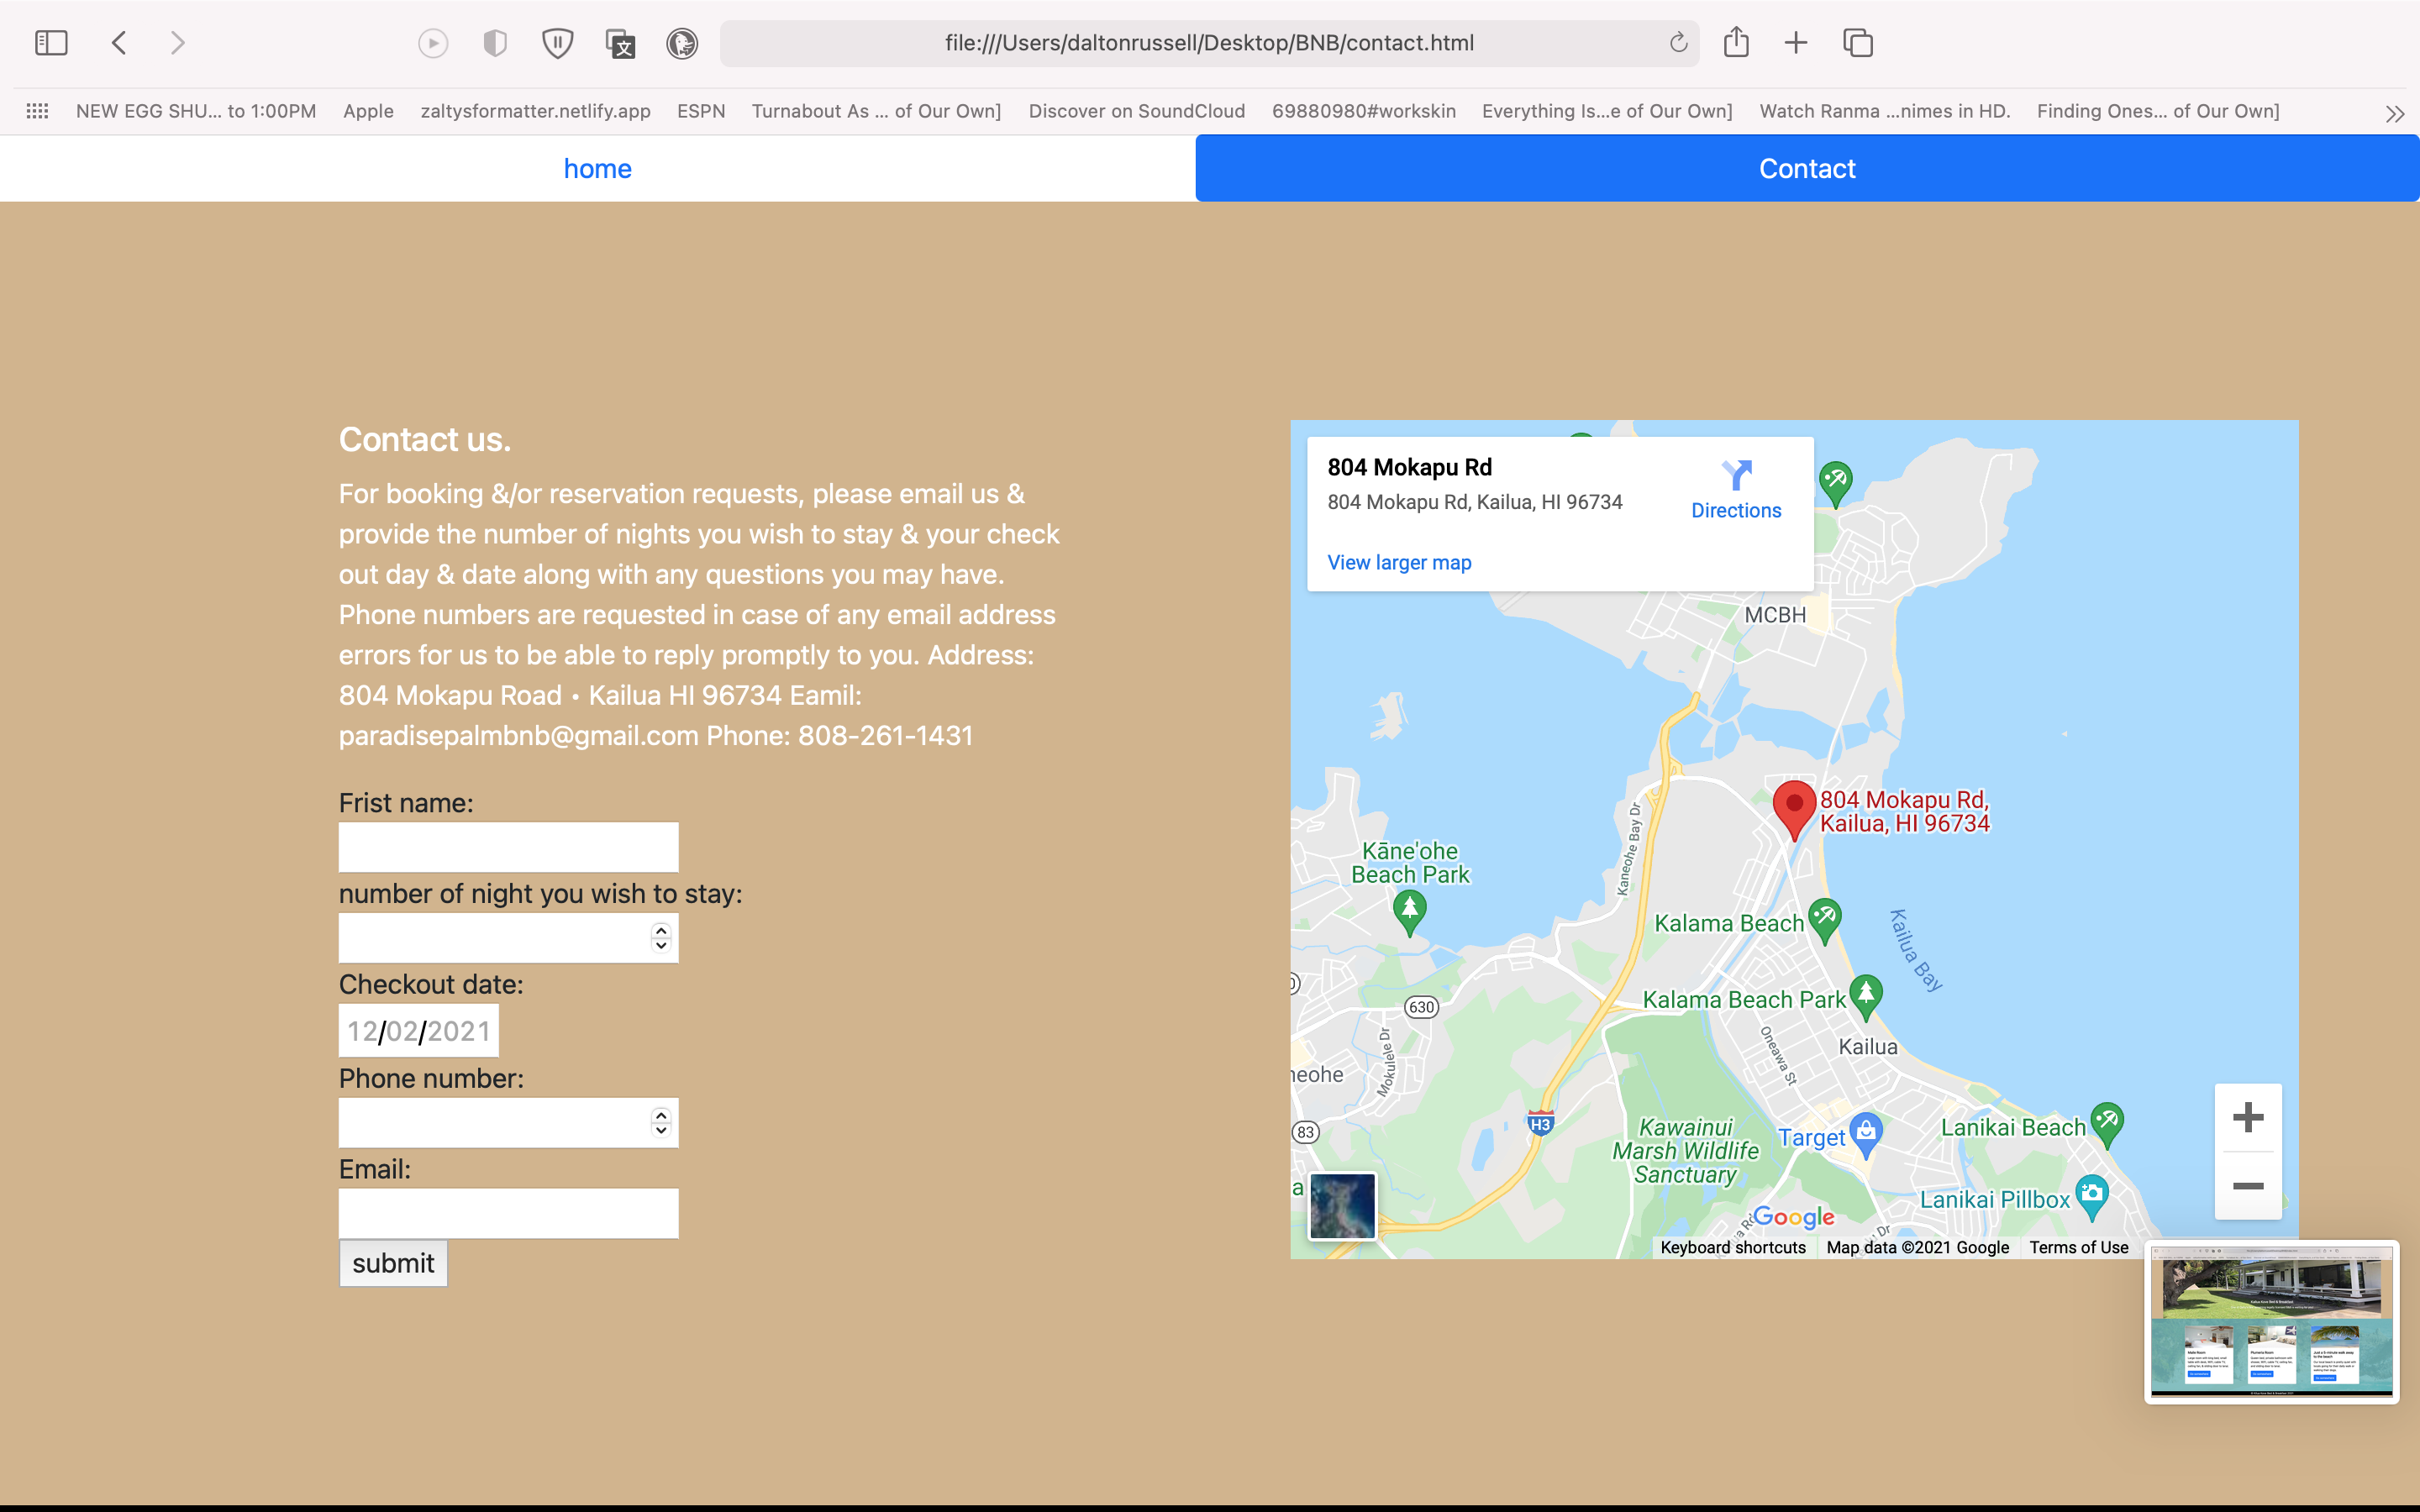 file:///Users/daltonrussell/Desktop/BNB/contact.html
NEW EGG SHU... to 1:00PM
Apple
zaltysformatter.netlify.app
ESPN
Turnabout As ... of Our Own]
Discover on SoundCloud
69880980#workskin
Everything Is...e of Our Own]
Watch Ranma ...nimes in HD.
Finding Ones... of Our Own]
home
Contact
Contact us.
For booking &/or reservation requests, please email us &
provide the number of nights you wish to stay & your check
out day & date along with any questions you may have.
Phone numbers are requested in case of any email address
errors for us to be able to reply promptly to you. Address:
804 Mokapu Road • Kailua HI 96734 Eamil:
paradisepalmbnb@gmail.com Phone: 808-261-1431
Frist name:
number of night you wish to stay:
Checkout date:
12/02/2021
Phone number:
Email:
submit
804 Mokapu Rd
804 Mokapu Rd, Kailua, HI 96734
Directions
View larger map
MCBH
804 Mokapu Rd,
Kailua, HI 96734
Kaneohe Bay Dr
Kāne'ohe
Beach Park
Kalama Beach
Kailua Bay
Kalama Beach Park
630
Mokulele Dr
Oneawa St
Kailua
neohe
83
H3
Kawainui
Marsh Wildlife
Sanctuary
Target
Lanikai Beach
Lanikai Pillbox
a
Google
Dr
Keyboard shortcuts
Map data ©2021 Google
Terms of Use